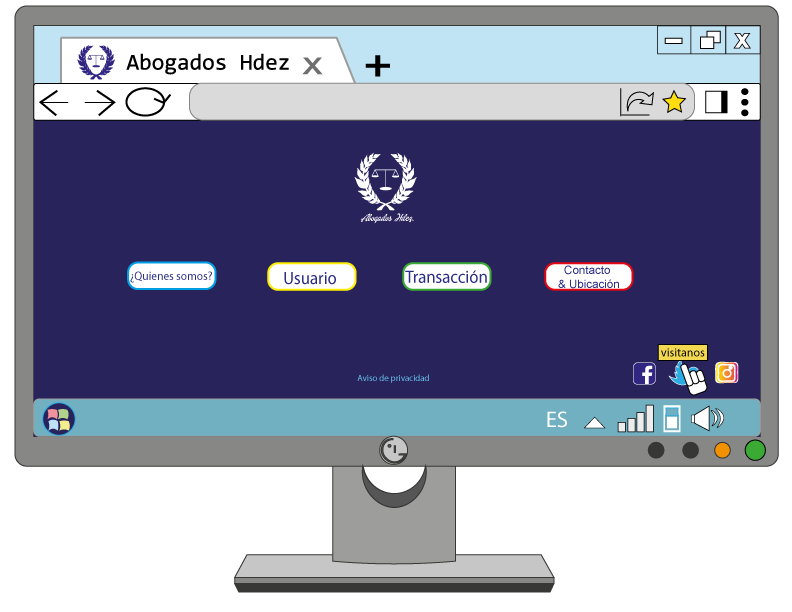 Abogados Hdez X
X
Abogados Hdez.
¿Quienes somos?
Usuario
Transacción
Contacto
& Ubicación
visitanos
Aviso de privacidad
ES